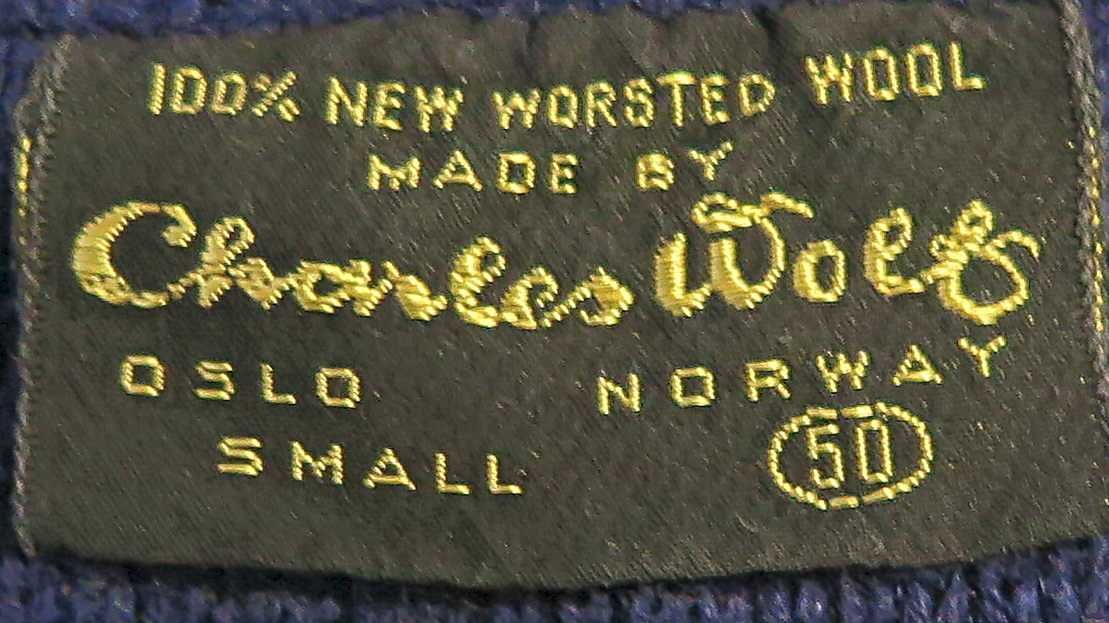 100% NEW WORSTED WOOL
MADE BY
Charles Wolf
OSLO NORWAY
SMALL 50